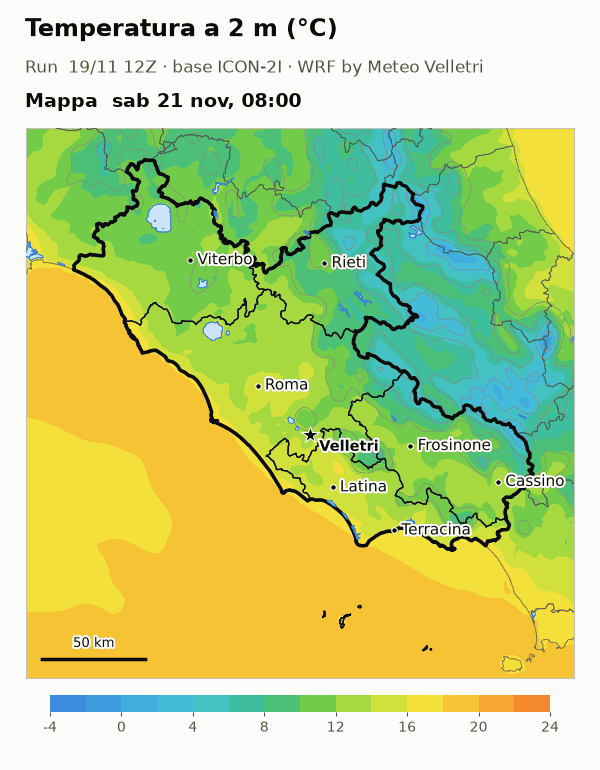 Temperatura a 2 m (°C)
Run  19/11 12Z · base ICON-2I · WRF by Meteo Velletri
Mappa  sab 21 nov, 08:00
Viterbo
Rieti
Roma
Velletri
Frosinone
Latina
Cassino
Terracina
50 km
-4 0 4 8 12 16 20 24